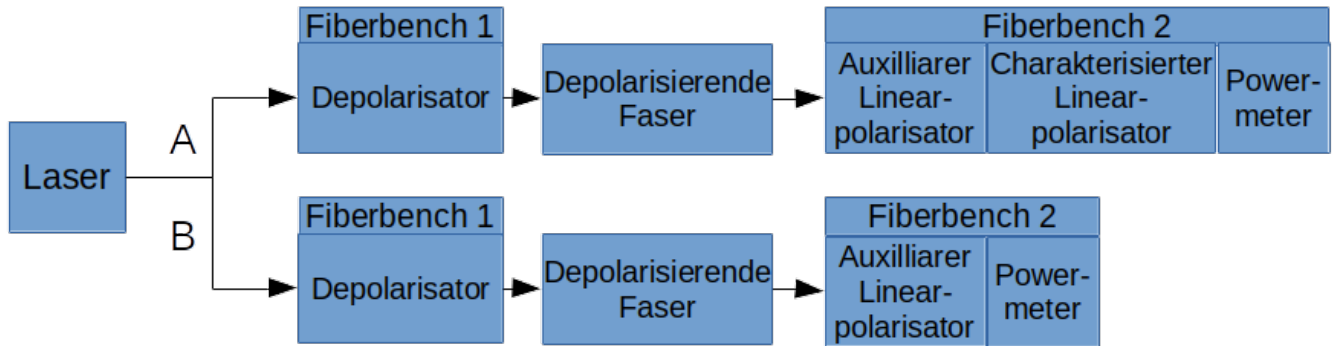 Fiberbench 1
Depolarisator
Depolarisierende
Faser
Fiberbench 2
Auxilliarer
Linear-
polarisator
Charakterisierter
Linear-
polarisator
Power-
meter
Laser
A
B
Fiberbench 1
Depolarisator
Depolarisierende
Faser
Fiberbench 2
Auxilliarer
Linear-
polarisator
Power-
meter